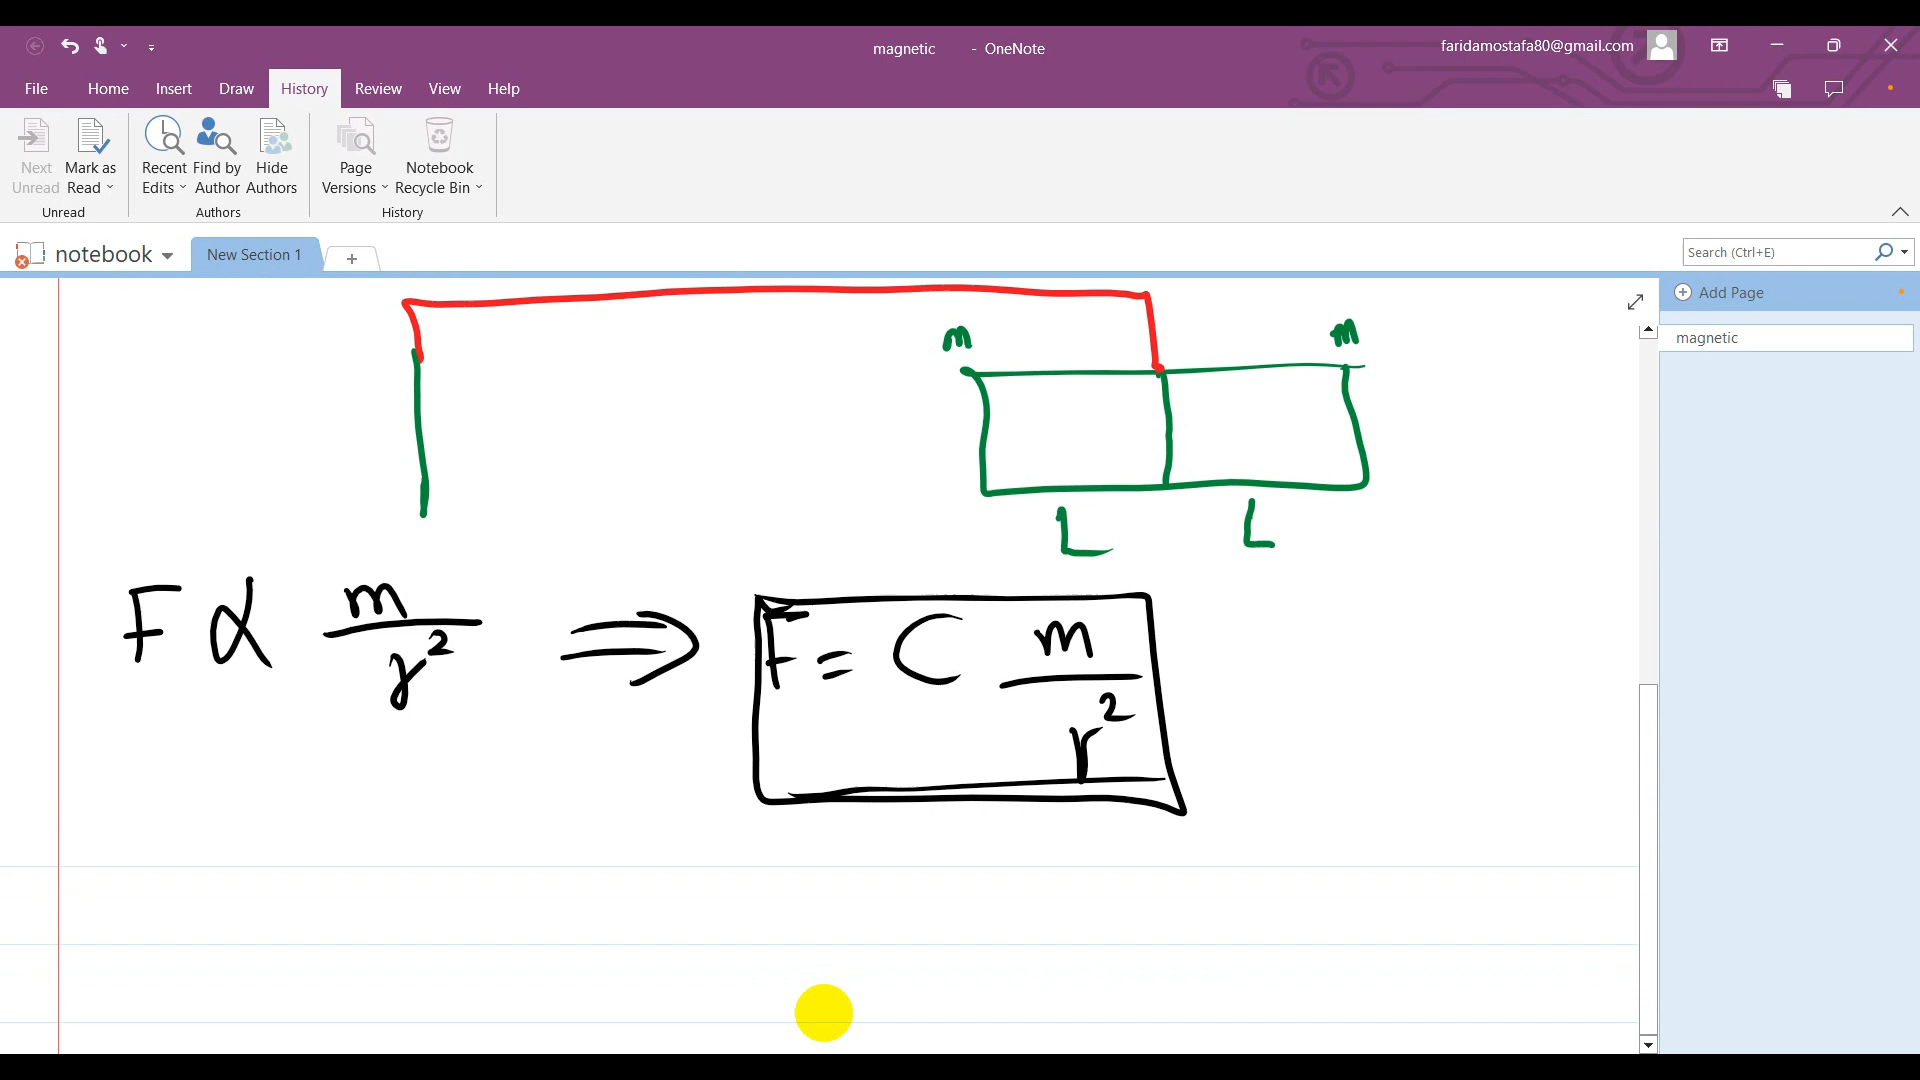 magnetic - OneNote
faridamostafa80@gmail.com
File Home Insert Draw History Review View Help
Next Unread
Mark as Read
Recent Edits
Find by Author
Hide Authors
Page Versions
Notebook Recycle Bin
Unread Authors History
notebook New Section 1 +
Search (Ctrl+E)
Add Page
magnetic
m m
L L
F α m/r² ⇒ F = C m/r²